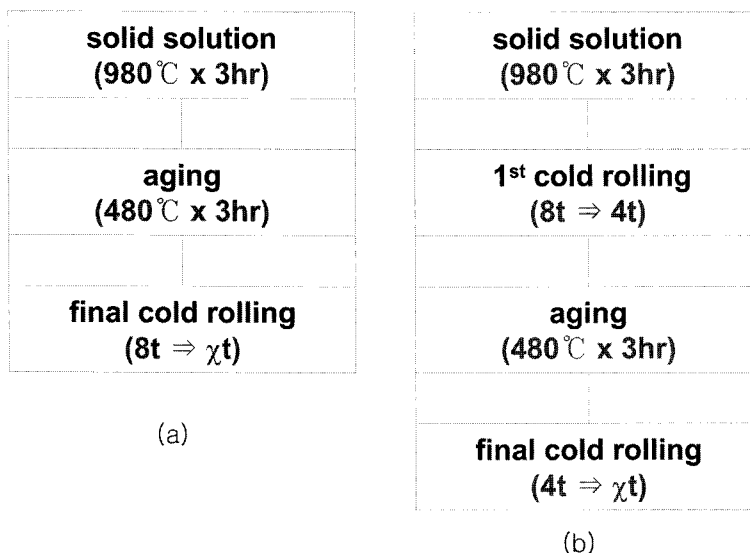 solid solution
(980℃ x 3hr)
aging
(480℃ x 3hr)
final cold rolling
(8t ⇒ χt)
(a)
solid solution
(980℃ x 3hr)
1st cold rolling
(8t ⇒ 4t)
aging
(480℃ x 3hr)
final cold rolling
(4t ⇒ χt)
(b)